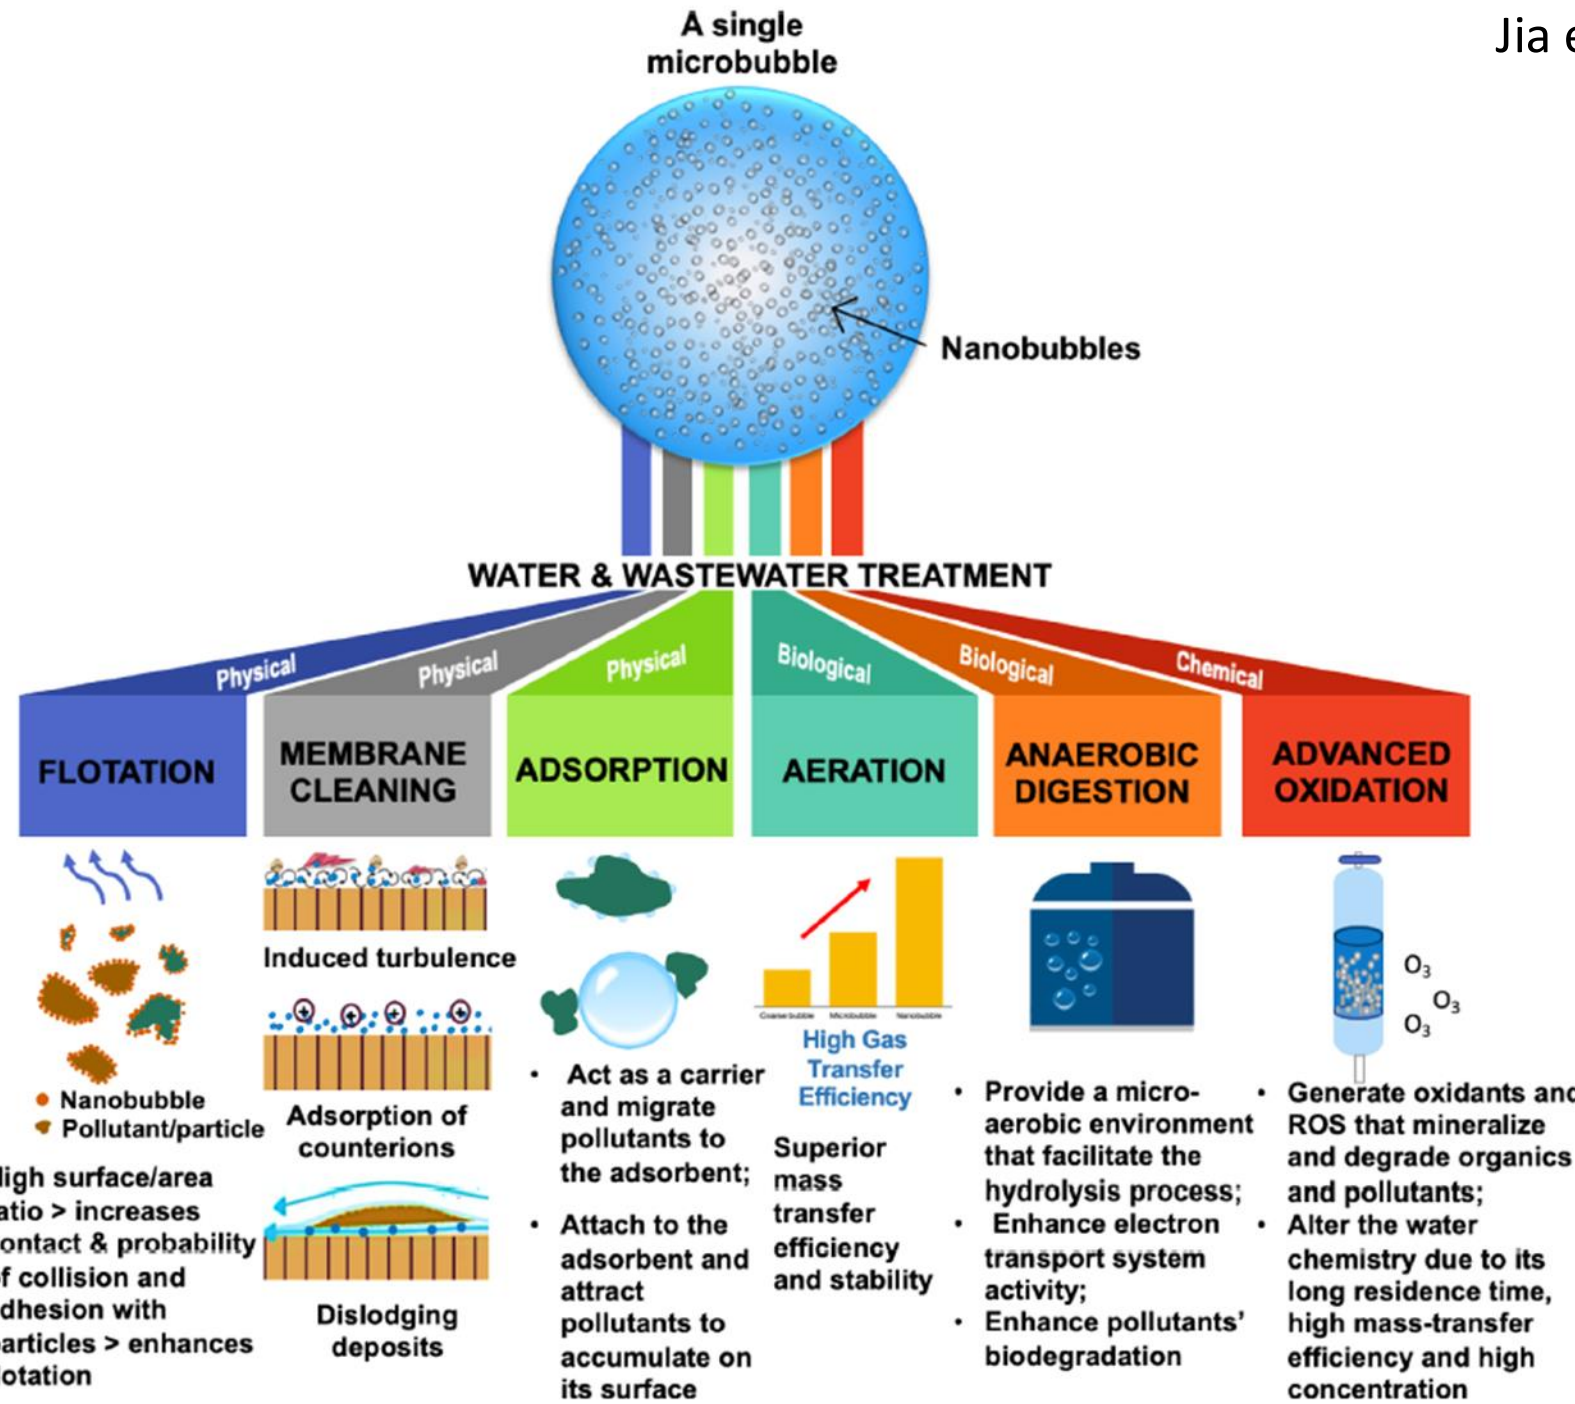 A single
microbubble
Jia e
Nanobubbles
WATER & WASTEWATER TREATMENT
Physical
Physical
Physical
Biological
Biological
Chemical
FLOTATION
MEMBRANE
CLEANING
ADSORPTION
AERATION
ANAEROBIC
DIGESTION
ADVANCED
OXIDATION
Nanobubble
Pollutant/particle
igh surface/area
atio > increases
ontact & probability
f collision and
dhesion with
articles > enhances
lotation
Induced turbulence
+ + + +
Adsorption of
counterions
Dislodging
deposits
• Act as a carrier
and migrate
pollutants to
the adsorbent;
• Attach to the
adsorbent and
attract
pollutants to
accumulate on
its surface
Coarse bubble Microbubble Nanobubble
High Gas
Transfer
Efficiency
Superior
mass
transfer
efficiency
and stability
• Provide a micro-
aerobic environment
that facilitate the
hydrolysis process;
• Enhance electron
transport system
activity;
• Enhance pollutants’
biodegradation
O₃
O₃
O₃
• Generate oxidants and
ROS that mineralize
and degrade organics
and pollutants;
• Alter the water
chemistry due to its
long residence time,
high mass-transfer
efficiency and high
concentration